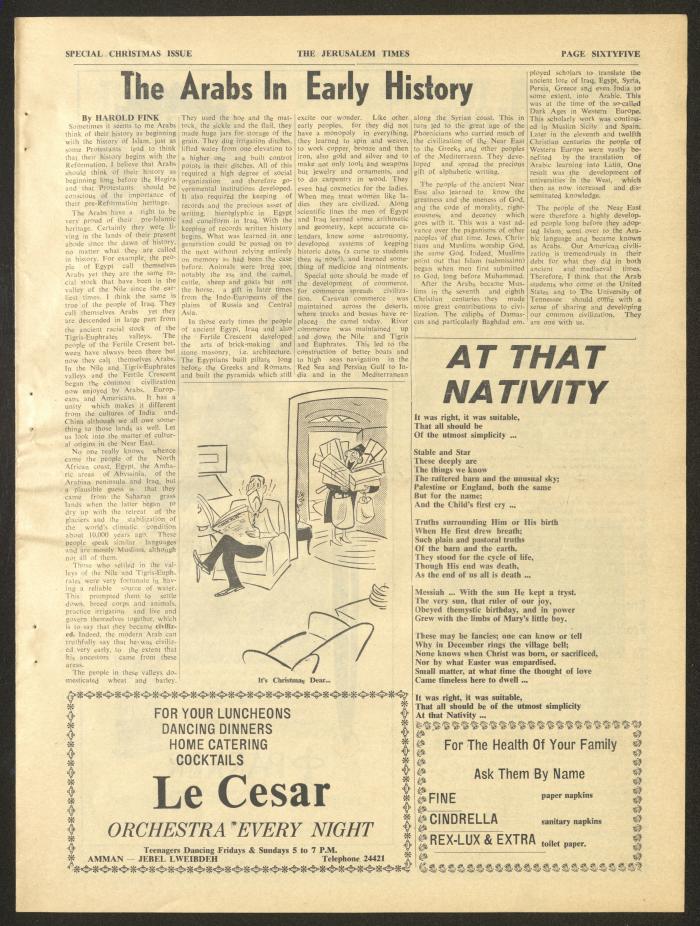 SPECIAL CHRISTMAS ISSUE
THE JERUSALEM TIMES
PAGE SIXTYFIVE
The Arabs In Early History
By HAROLD FINK
Sometimes it seems to me Arabs
think of their history as beginning
with the history of Islam, just as
some Protestants tend to think
that their history begins with the
Reformation. I believe that Arabs
should think of their history as
beginning long before the Hegira
and that Protestants should be
conscious of the importance of
their pre-Reformation heritage.
The Arabs have a right to be
very proud of their pre-Islamic
heritage. Certainly they were li-
ving in the lands of their present
abode since the dawn of history,
no matter what they are called,
in history. For example, the peo-
ple of Egypt call themselves
Arabs yet they are the same ra-
cial stock that have been in the
valley of the Nile since the ear-
liest times. I think the same is
true of the people of Iraq. They
call themselves Arabs yet they
are descended in large part from
the ancient racial stock of the
Tigris-Euphrates valleys. The
people of the Fertile Cresent bet-
ween have always been there but
now they call themselves Arabs.
In the Nile and Tigris-Euphrates
valleys and the Fertile Crescent
began the common civilization
now enjoyed by Arabs, Europ-
eans and Americans. It has a
unity which makes it different
from the cultures of India and
China although we all owe some-
thing to those lands as well. Let
us look into the matter of cultur-
al origins in the Near East.
No one really knows whence
came the people of the North
African coast, Egypt, the Amha-
ric areas of Abyssinia, of the
Arabian peninsula and Iraq, but
a plausible guess is that they
came from the Saharan grass
lands when the latter began to
dry up with the retreat of the
glaciers and the stabilization of
the world's climatic condition
about 10,000 years ago. These
people speak similar languages
and are mostly Muslims, although
not all of them.
Those who settled in the val-
leys of the Nile and Tigris-Euph-
rates were very fortunate in hav-
ing a reliable source of water.
This prompted them to settle
down, breed corps and animals,
practice irrigation and live and
govern themselves together, which
is to say that they became civiliz-
ed. Indeed, the modern Arab can
truthfully say that he was civiliz-
ed very early, to the extent that
his ancestors came from these
areas.
The people in these valleys do-
mesticated wheat and barley.
They used the hoe and the mat-
tock, the sickle and the flail, they
made huge jars for storage of the
grain. They dug irrigation ditches,
lifted water from one elevation to
a higher one and built control
points in their ditches. All of this
required a high degree of social
organization and therefore go-
vernmental institutions developed.
It also required the keeping of
records and the precious asset of
writing, hieroglyphic in Egypt
and cuneiform in Iraq. With the
keeping of records written history
begins. What was learned in one
generation could be passed on to
the next without relying entirely
on memory as had been the case
before. Animals were bred too;
notably the ass and the camel,
cattle, sheep and goats but not
the horse, a gift in later times
from the Indo-Europeans of the
plains of Russia and Central
Asia.
In those early times the people
of ancient Egypt, Iraq and also
the Fertile Crescent developed
the arts of brick-making and
stone masonry, i.e. architecture.
The Egyptians built pillars long
before the Greeks and Romans,
and built the pyramids which still
excite our wonder. Like other
early peoples, for they did not
have a monopoly in everything,
they learned to spin and weave,
to work copper, bronze and then
iron, also gold and alive and to
make not only tools and weapons
but jewelry and ornaments, and
to do carpentry in wood. They
even had cosmetics for the ladies.
When men treat women like la-
dies they are civilized. Along
scientific lines the men of Egypt
and Iraq learned some arithmetic
and geometry, kept accurate ca-
lendars, knew some astronomy,
developed systems of keeping
historic dates (a curse to students
then as now!), and learned some-
thing of medicine and ointments.
Special note should be made of
the development of commerce,
for commerce spreads civiliza-
tion. Caravan commerce was
maintained across the deserts,
where trucks and busses have re-
placed the camel today. River
commerce was maintained up
and down the Nile and Tigris
and Euphrates. This led to the
construction of better boats and
to high seas navigation in the
Red Sea and Persian Gulf to In-
dia and in the Mediterranean
along the Syrian coast. This in
turn led to the great age of the
Phoenicians who carried much of
the civilization of the Near East
to the Greeks and other peoples
of the Mediterranean. They deve-
loped and spread the precious
gift of alphabetic writing.
The people of the ancient Near
East also learned to know the
greatness and the oneness of God,
and the code of morality, right-
eousness, and decency which
goes with it. This was a vast ad-
vance over the paganisms of other
peoples of that time. Jews, Chris-
tians and Muslims worship God,
the same God. Indeed, Muslims
point out that Islam (submission)
began when men first submitted
to God, long before Muhammad.
After the Arabs, became Mus-
lims in the seventh and eighth
Christian centuries they made
more great contributions to civi-
lization. The caliphs of Damas-
cus and particularly Baghdad em-
ployed scholars to translate the
ancient lore of Iraq, Egypt, Syria,
Persia, Greece and even India to
some extent, into Arabic. This
was at the time of the so-called
Dark Ages in Western Europe.
This scholarly work was continu-
ed in Muslim Sicily and Spain.
Later in the eleventh and twelfth
Christian centuries the people of
Western Europe were vastly be-
nefited by the translation of
Arabic learning into Latin. One
result was the development of
universities in the West, which
then as now increased and dis-
seminated knowledge.
The people of the Near East
were therefore a highly develop-
ed people long before they adop-
ted Islam, went over to the Ara-
bic language and became known
as Arabs. Our American civili-
zation is tremendously in their
debt for what they did in both
ancient and mediaeval times.
Therefore, I think that the Arab
students who come ot the United
States and to The University of
Tennessee should come with a
sense of sharing and developing
our common civilization. They
are one with us.
It's Christmas Dear...
AT THAT
NATIVITY
It was right, it was suitable,
That all should be
Of the utmost simplicity ...
Stable and Star
These deeply are
The things we know
The raftered barn and the unusual sky;
Palestine or England, both the same
But for the name;
And the Child's first cry ...
Truths surrounding Him or His birth
When He first drew breath;
Such plain and pastoral truths
Of the barn and the earth.
They stood for the cycle of life,
Though His end was death,
As the end of us all is death ...
Messiah ... With the sun He kept a tryst.
The very sun, that ruler of our joy,
Obeyed themystic birthday, and in power
Grew with the limbs of Mary's little boy.
These may be fancies; one can know or tell
Why in December rings the village bell;
None knows when Christ was born, or sacrificed,
Nor by what Easter was empardised.
Small matter, at what time the thought of love
Came timeless here to dwell ...
It was right, it was suitable,
That all should be of the utmost simplicity
At that Nativity ...
FOR YOUR LUNCHEONS
DANCING DINNERS
HOME CATERING
COCKTAILS
Le Cesar
ORCHESTRA EVERY NIGHT
Teenagers Dancing Fridays & Sundays 5 to 7 P.M.
AMMAN — JEBEL LWEIBDEH Telephone 24421
For The Health Of Your Family
Ask Them By Name
FINE paper napkins
CINDRELLA sanitary napkins
REX-LUX & EXTRA toilet paper.